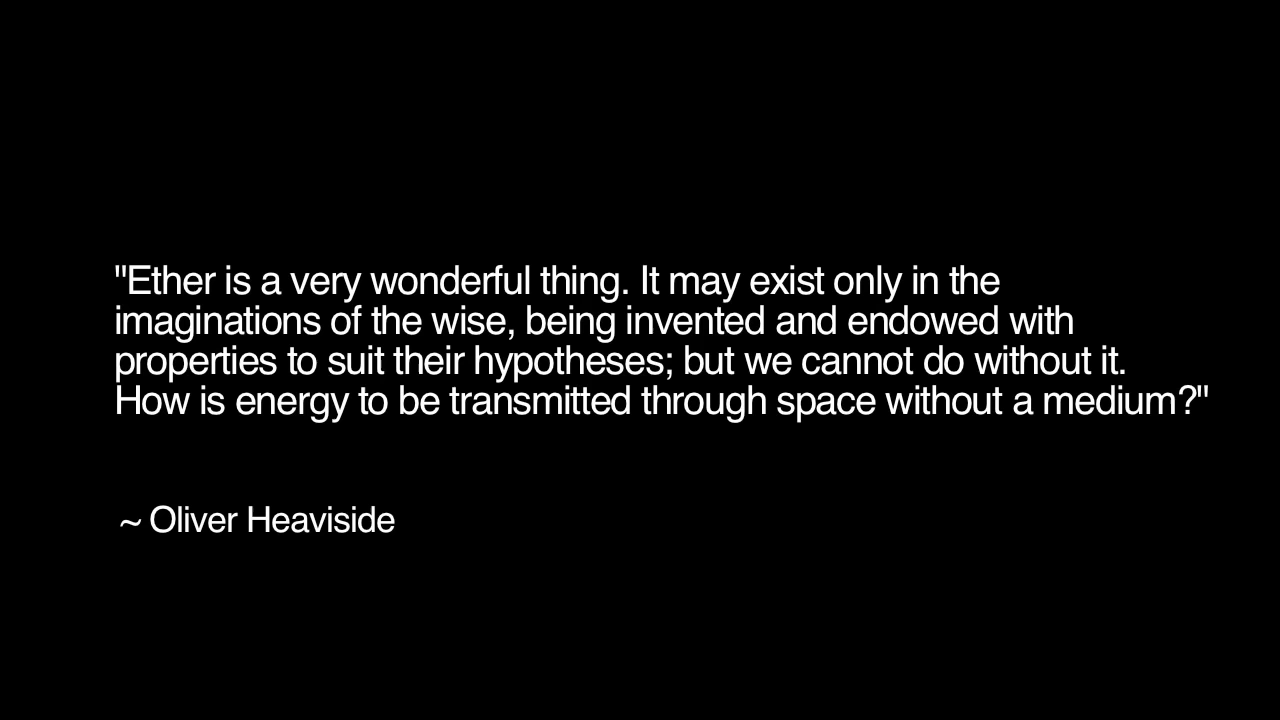 "Ether is a very wonderful thing. It may exist only in the
imaginations of the wise, being invented and endowed with
properties to suit their hypotheses; but we cannot do without it.
How is energy to be transmitted through space without a medium?"
~ Oliver Heaviside